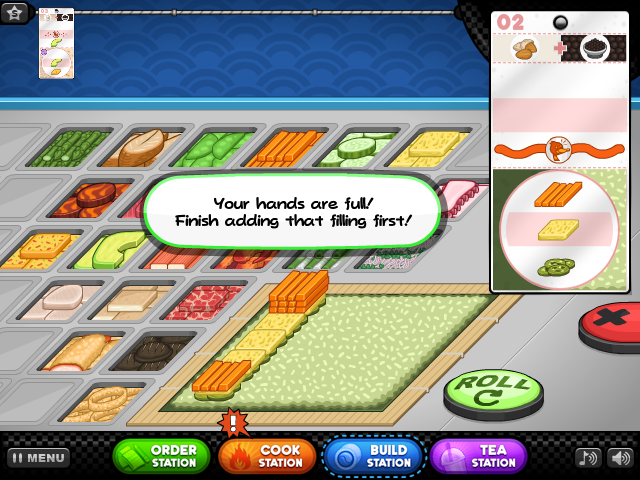 02
Your hands are full!
Finish adding that filling first!
ROLL
!
MENU
ORDER
STATION
COOK
STATION
BUILD
STATION
TEA
STATION